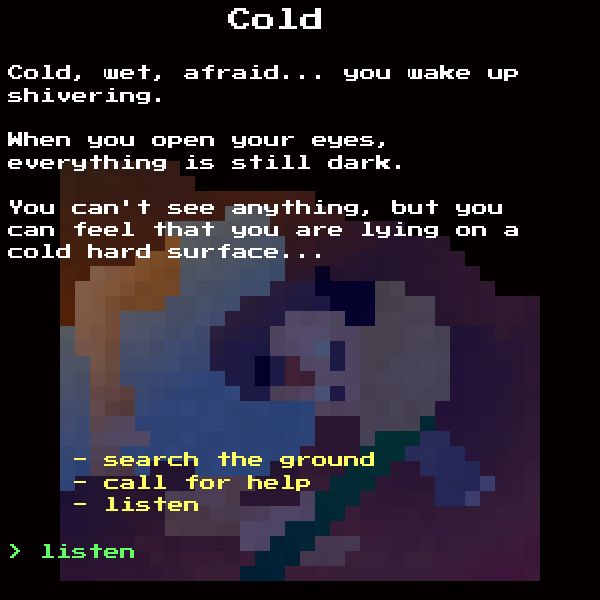 Cold
Cold, wet, afraid... you wake up
shivering.
When you open your eyes,
everything is still dark.
You can't see anything, but you
can feel that you are lying on a
cold hard surface...
- search the ground
- call for help
- listen
> listen